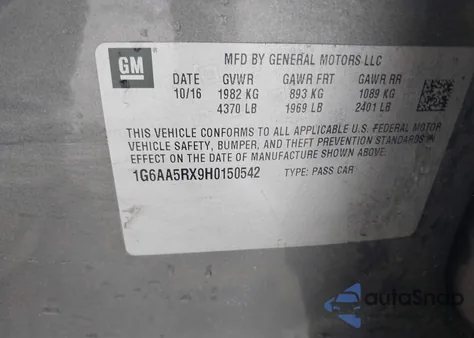 GM
MFD BY GENERAL MOTORS LLC
DATE GVWR GAWR FRT GAWR RR
10/16 1982 KG 893 KG 1089 KG
4370 LB 1969 LB 2401 LB
THIS VEHICLE CONFORMS TO ALL APPLICABLE U.S. FEDERAL MOTOR
VEHICLE SAFETY, BUMPER, AND THEFT PREVENTION STANDARDS IN
EFFECT ON THE DATE OF MANUFACTURE SHOWN ABOVE.
1G6AA5RX9H0150542 TYPE: PASS CAR
autoSnap